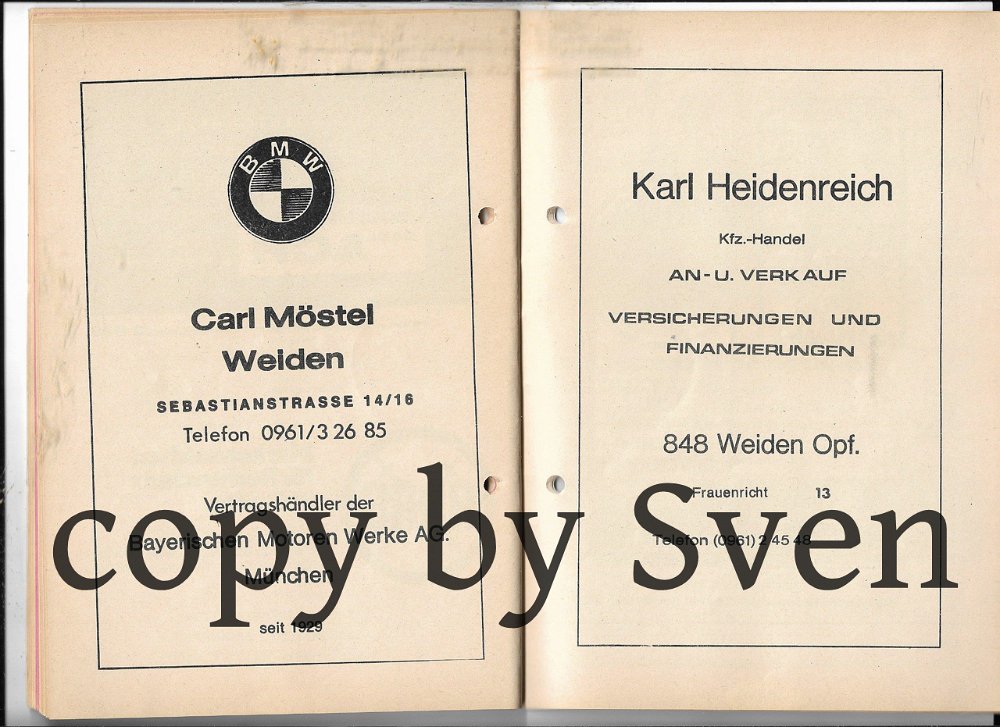 BMW
Carl Möstel
Weiden
SEBASTIANSTRASSE 14/16
Telefon 0961/3 26 85
Vertragshändler der
Bayerischen Motoren Werke AG.
München
seit 1929
Karl Heidenreich
Kfz.-Handel
AN- U. VERKAUF
VERSICHERUNGEN UND
FINANZIERUNGEN
848 Weiden Opf.
Frauenricht 13
Telefon (0961) 2 45 48
copy by Sven